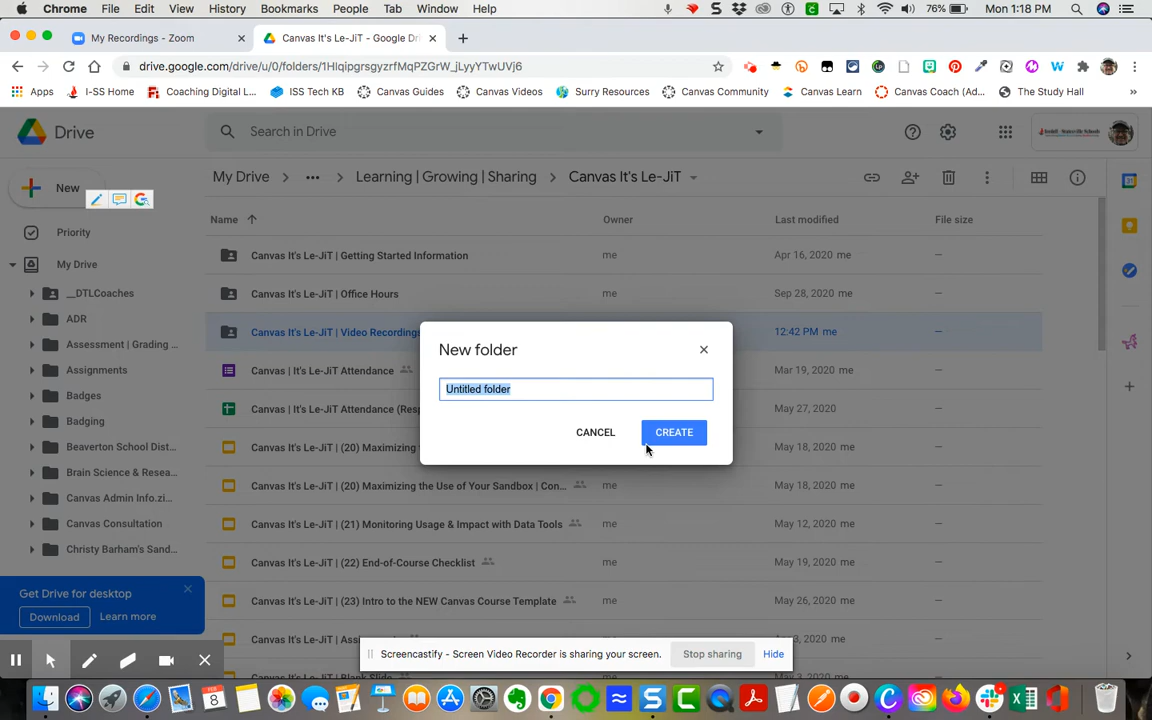 Chrome File Edit View History Bookmarks People Tab Window Help 76% Mon 1:18 PM
My Recordings - Zoom Canvas It's Le-JiT - Google Dri
drive.google.com/drive/u/0/folders/1HIqipgrsgyzrfMqPZGrW_jLyyYTwUVj6
Apps I-SS Home Coaching Digital L... ISS Tech KB Canvas Guides Canvas Videos Surry Resources Canvas Community Canvas Learn Canvas Coach (Ad... The Study Hall »
Drive Search in Drive
New My Drive > ... > Learning | Growing | Sharing > Canvas It's Le-JiT
Name Owner Last modified File size
Priority
My Drive
__DTLCoaches
ADR
Assessment | Grading ...
Assignments
Badges
Badging
Beaverton School Dist...
Brain Science & Resea...
Canvas Admin Info.zi...
Canvas Consultation
Christy Barham's Sand...
Get Drive for desktop
Download Learn more
Canvas It's Le-JiT | Getting Started Information me Apr 16, 2020 me –
Canvas It's Le-JiT | Office Hours me Sep 28, 2020 me –
Canvas It's Le-JiT | Video Recordings 12:42 PM me –
Canvas | It's Le-JiT Attendance Mar 19, 2020 me –
Canvas | It's Le-JiT Attendance (Resp May 27, 2020 –
Canvas It's Le-JiT | (20) Maximizing May 18, 2020 me –
Canvas It's Le-JiT | (20) Maximizing the Use of Your Sandbox | Con... me May 18, 2020 me –
Canvas It's Le-JiT | (21) Monitoring Usage & Impact with Data Tools me May 12, 2020 me –
Canvas It's Le-JiT | (22) End-of-Course Checklist me May 18, 2020 me –
Canvas It's Le-JiT | (23) Intro to the NEW Canvas Course Template me May 26, 2020 me –
Canvas It's Le-JiT | Ass 3, 2020 me –
New folder
Untitled folder
CANCEL CREATE
Screencastify - Screen Video Recorder is sharing your screen. Stop sharing Hide